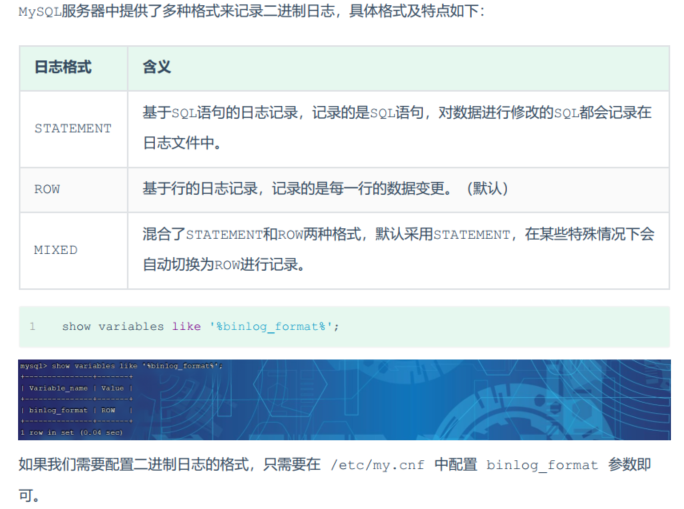 MySQL服务器中提供了多种格式来记录二进制日志，具体格式及特点如下：
日志格式 含义
STATEMENT 基于SQL语句的日志记录，记录的是SQL语句，对数据进行修改的SQL都会记录在
日志文件中。
ROW 基于行的日志记录，记录的是每一行的数据变更。（默认）
MIXED 混合了STATEMENT和ROW两种格式，默认采用STATEMENT，在某些特殊情况下会
自动切换为ROW进行记录。
1 show variables like '%binlog_format%';
mysql> show variables like '%binlog_format%';
+---------------+-------+
| Variable_name | Value |
+---------------+-------+
| binlog_format | ROW   |
+---------------+-------+
1 row in set (0.04 sec)
如果我们需要配置二进制日志的格式，只需要在 /etc/my.cnf 中配置 binlog_format 参数即
可。